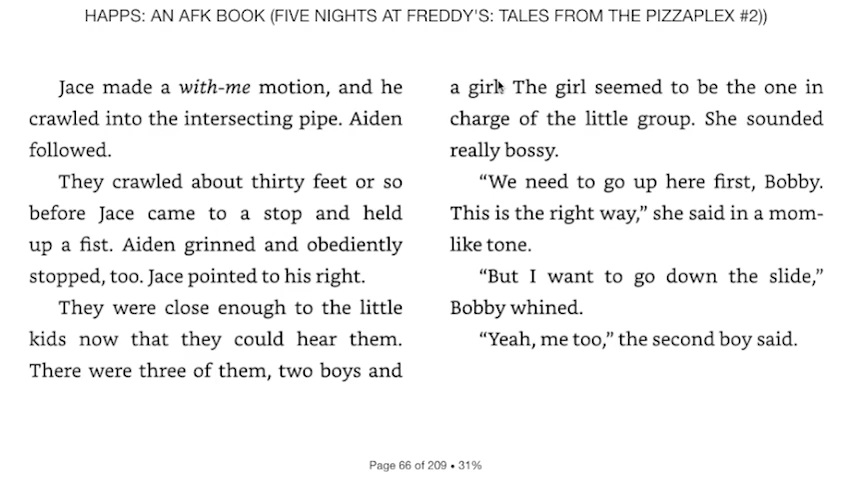 HAPPS: AN AFK BOOK (FIVE NIGHTS AT FREDDY'S: TALES FROM THE PIZZAPLEX #2))
Jace made a with-me motion, and he
crawled into the intersecting pipe. Aiden
followed.
They crawled about thirty feet or so
before Jace came to a stop and held
up a fist. Aiden grinned and obediently
stopped, too. Jace pointed to his right.
They were close enough to the little
kids now that they could hear them.
There were three of them, two boys and
a girl. The girl seemed to be the one in
charge of the little group. She sounded
really bossy.
“We need to go up here first, Bobby.
This is the right way,” she said in a mom-
like tone.
“But I want to go down the slide,”
Bobby whined.
“Yeah, me too,” the second boy said.
Page 66 of 209 • 31%